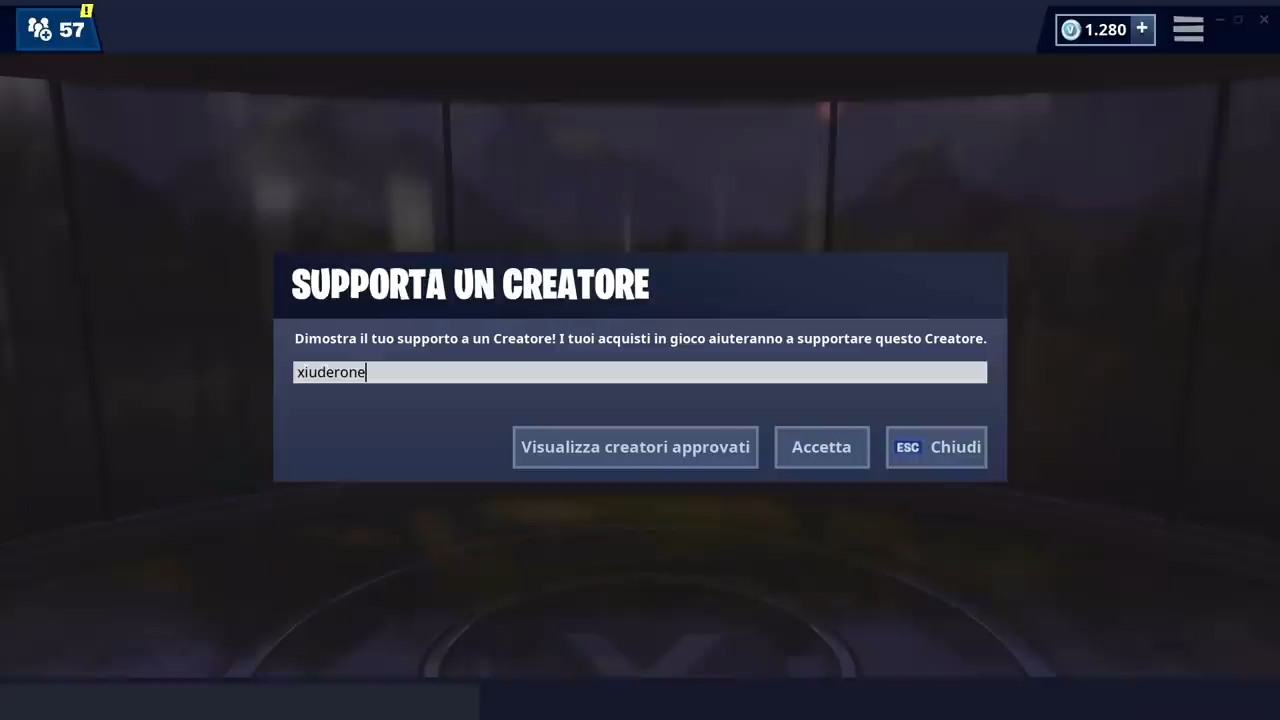 57
!
1.280 +
SUPPORTA UN CREATORE
Dimostra il tuo supporto a un Creatore! I tuoi acquisti in gioco aiuteranno a supportare questo Creatore.
xiuderone
Visualizza creatori approvati
Accetta
ESC Chiudi